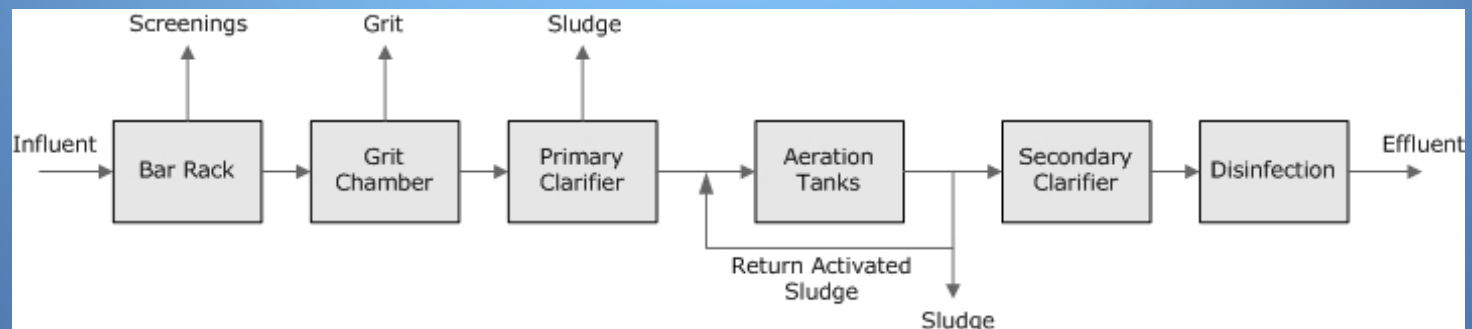 Screenings
Grit
Sludge
Influent
Bar Rack
Grit
Chamber
Primary
Clarifier
Aeration
Tanks
Secondary
Clarifier
Disinfection
Effluent
Return Activated
Sludge
Sludge